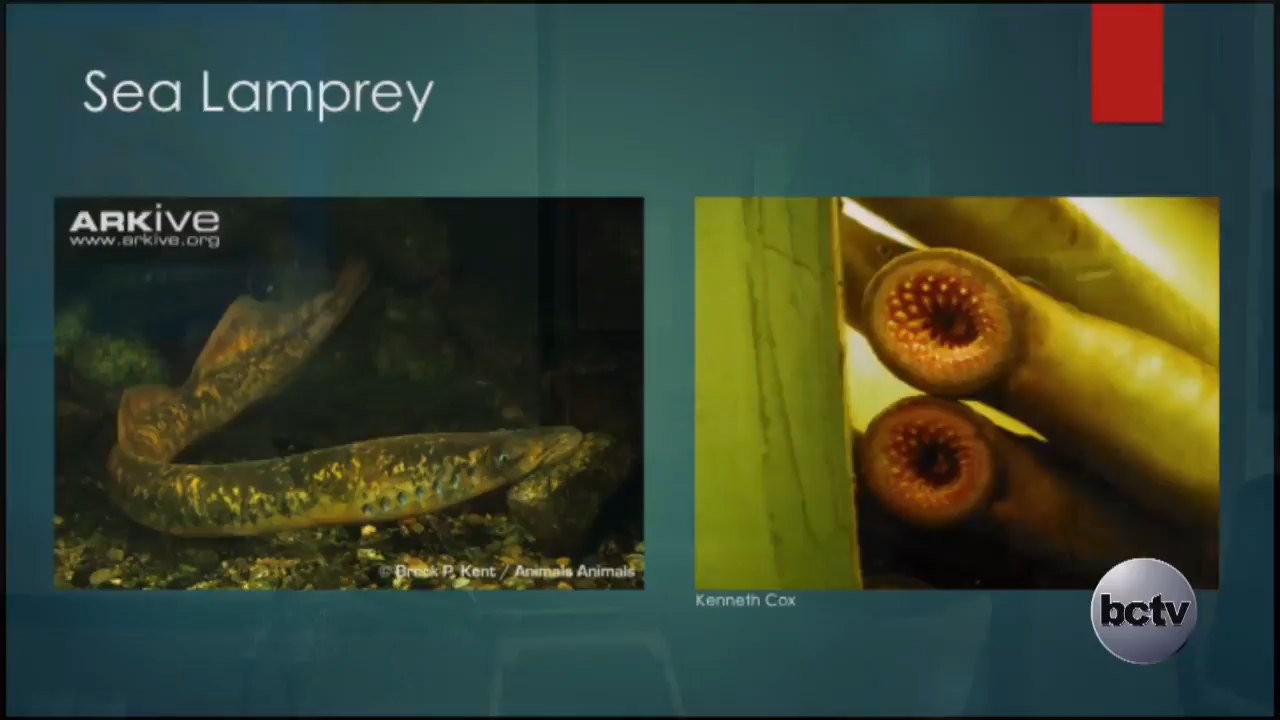 Sea Lamprey
ARKive
www.arkive.org
© Breck P. Kent / Animals Animals
Kenneth Cox
bctv